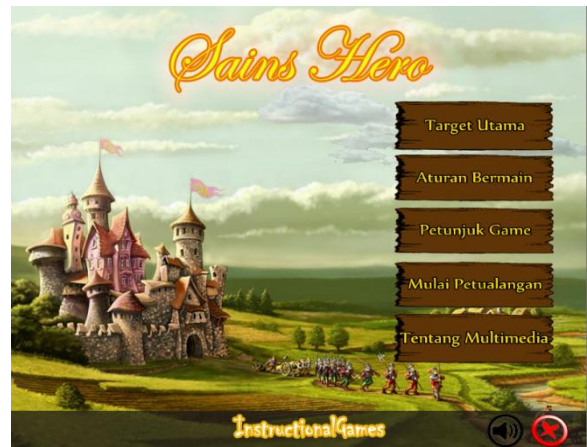 Sains Hero
Target Utama
Aturan Bermain
Petunjuk Game
Mulai Petualangan
Tentang Multimedia
InstructionalGames